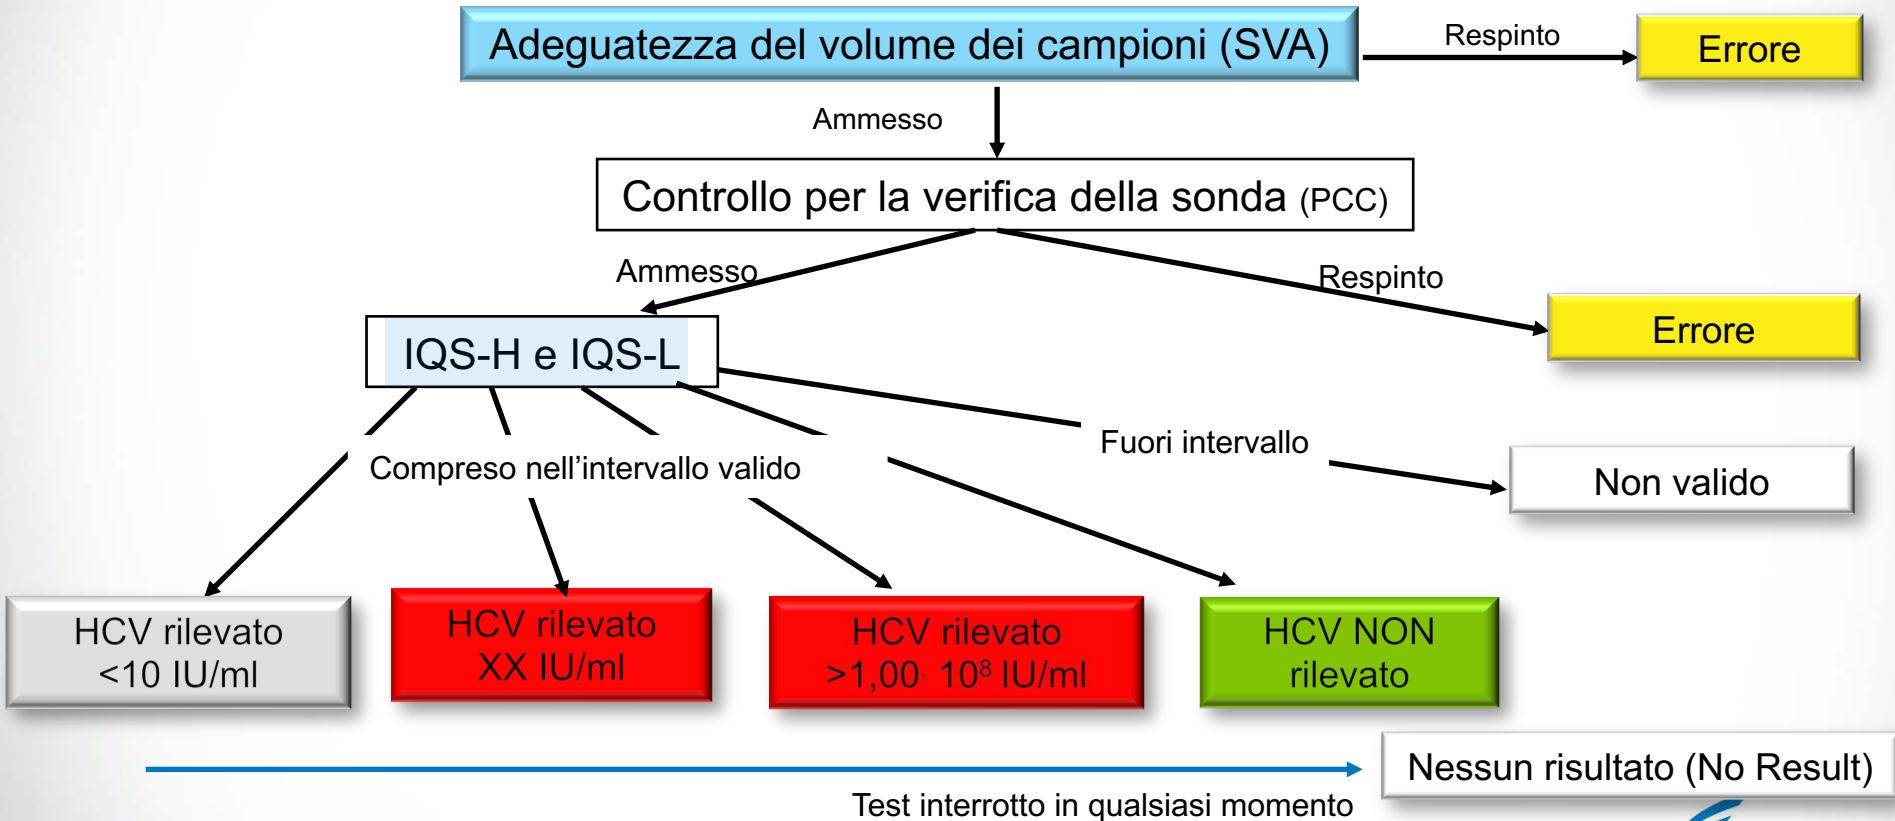 Adeguatezza del volume dei campioni (SVA)
Respinto
Errore
Ammesso
Controllo per la verifica della sonda (PCC)
Ammesso
Respinto
Errore
IQS-H e IQS-L
Fuori intervallo
Compreso nell'intervallo valido
Non valido
HCV rilevato
<10 IU/ml
HCV rilevato
XX IU/ml
HCV rilevato
>1,00· 10⁸ IU/ml
HCV NON
rilevato
Nessun risultato (No Result)
Test interrotto in qualsiasi momento